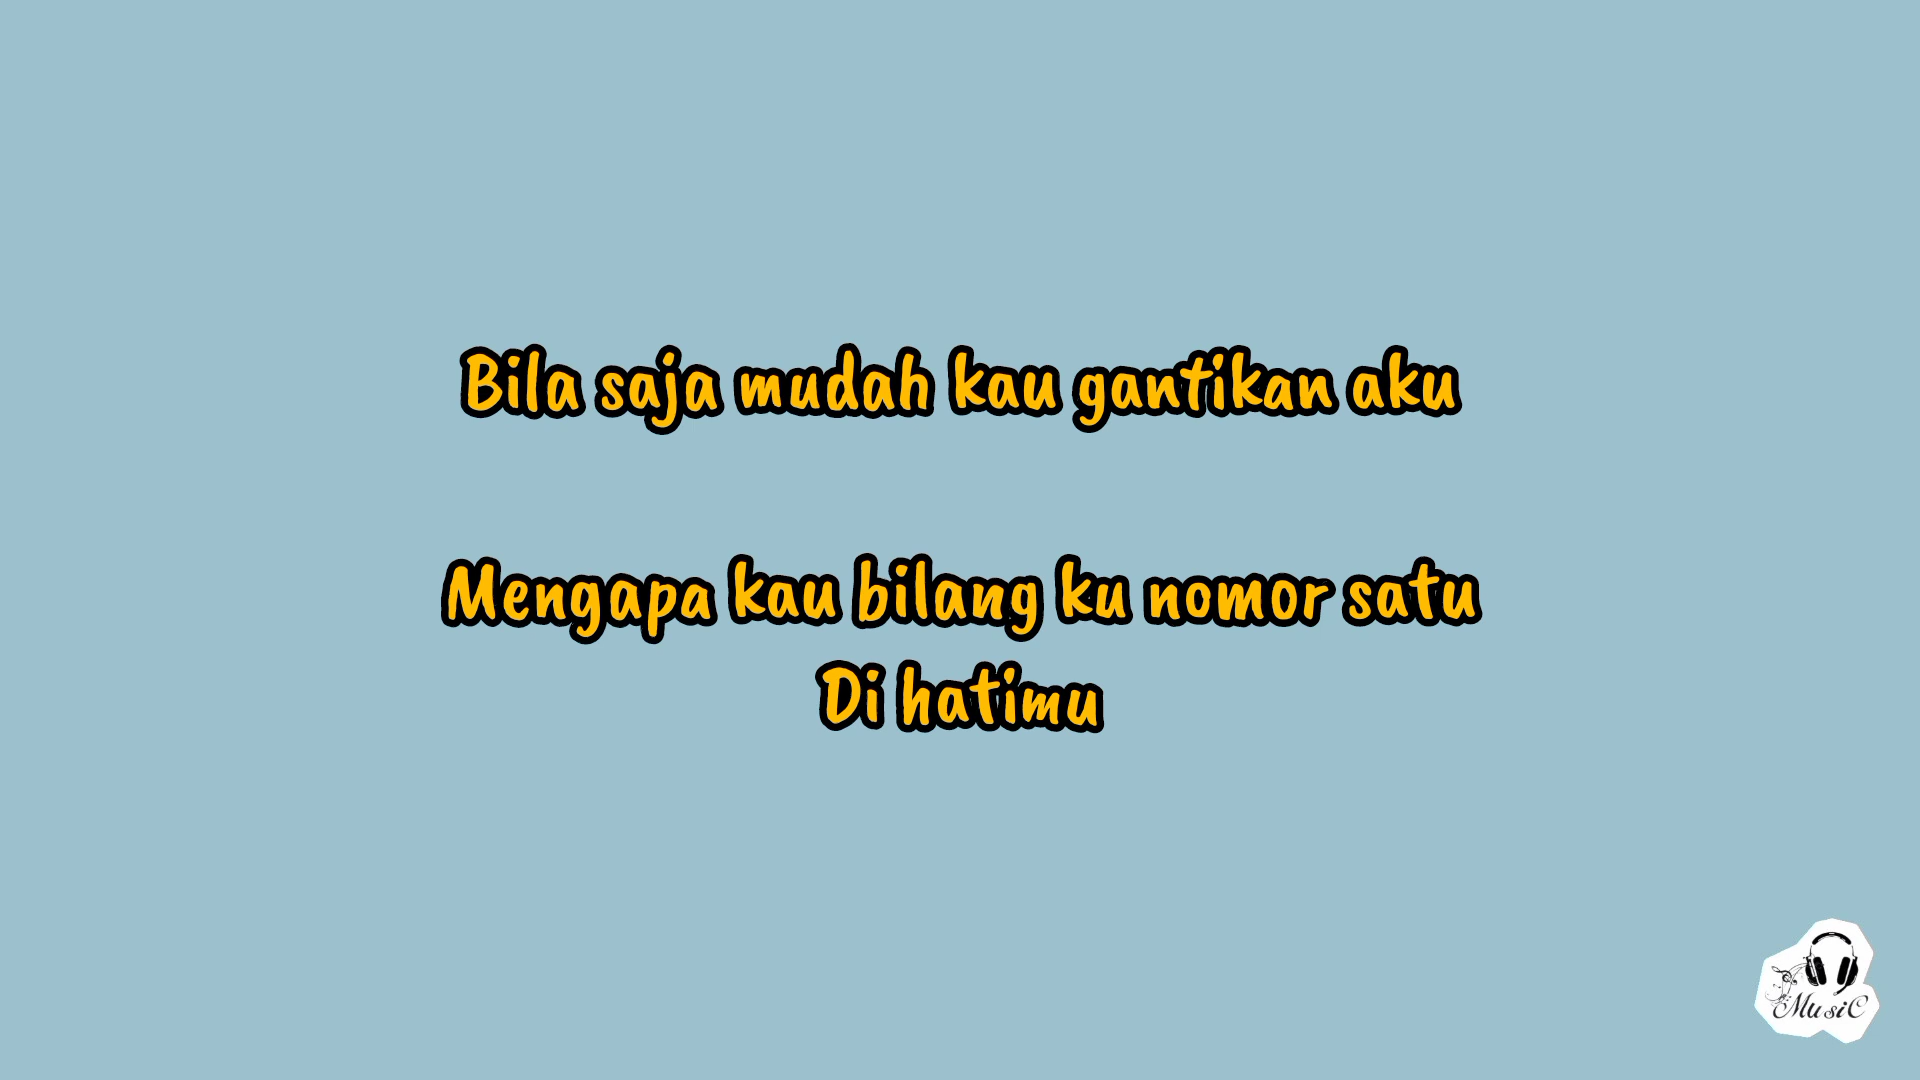 Bila saja mudah kau gantikan aku
Mengapa kau bilang ku nomor satu
Di hatimu
MusiC